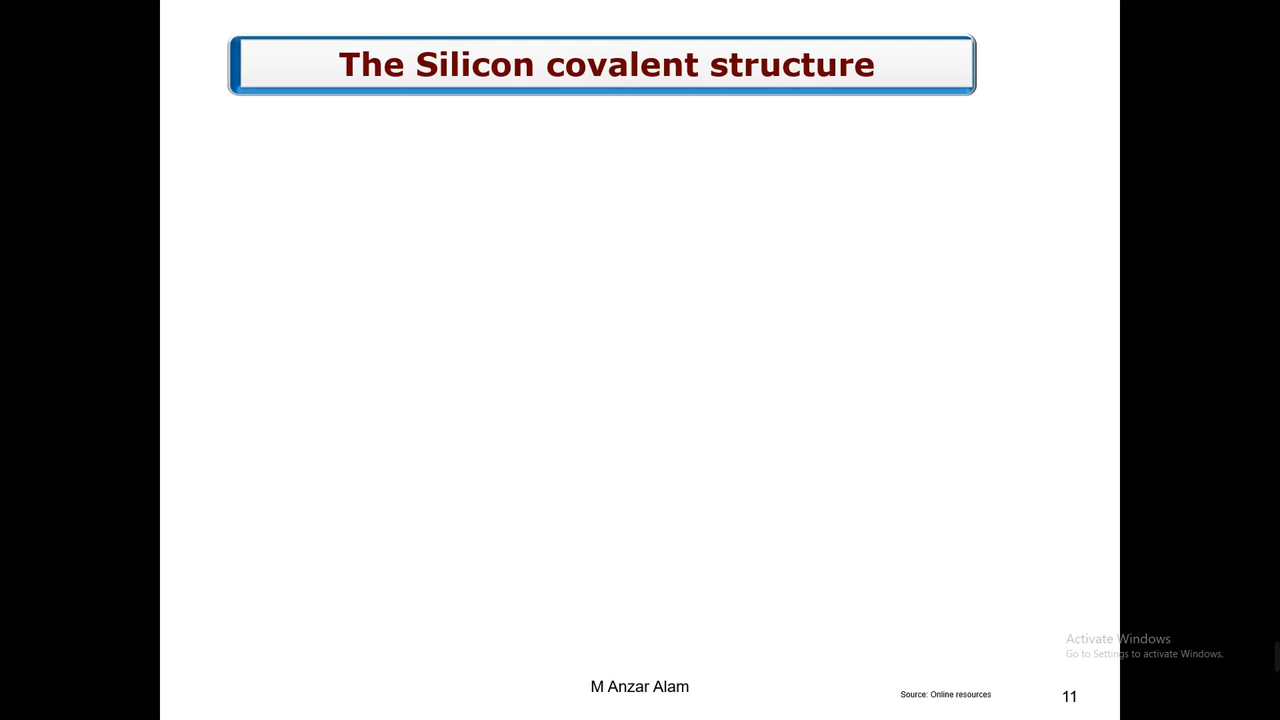 The Silicon covalent structure
Activate Windows
Go to Settings to activate Windows.
M Anzar Alam
Source: Online resources
11